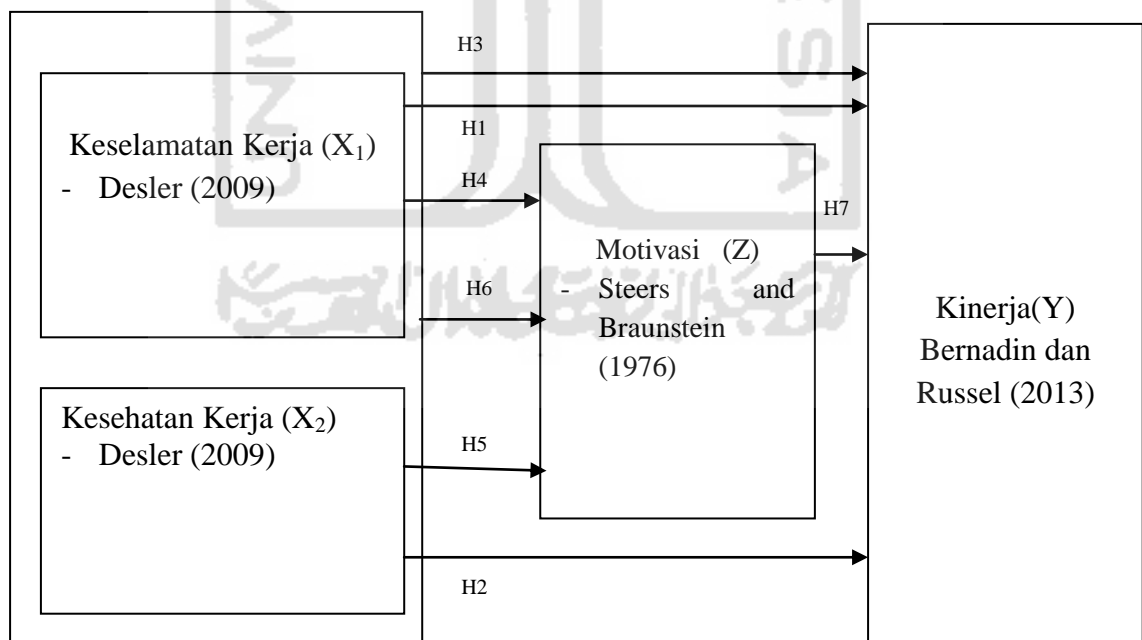 H3
H1
Keselamatan Kerja (X₁)
- Desler (2009)
H4
H7
Motivasi (Z)
- Steers and
Braunstein
(1976)
H6
Kinerja(Y)
Bernadin dan
Russel (2013)
Kesehatan Kerja (X₂)
- Desler (2009)
H5
H2